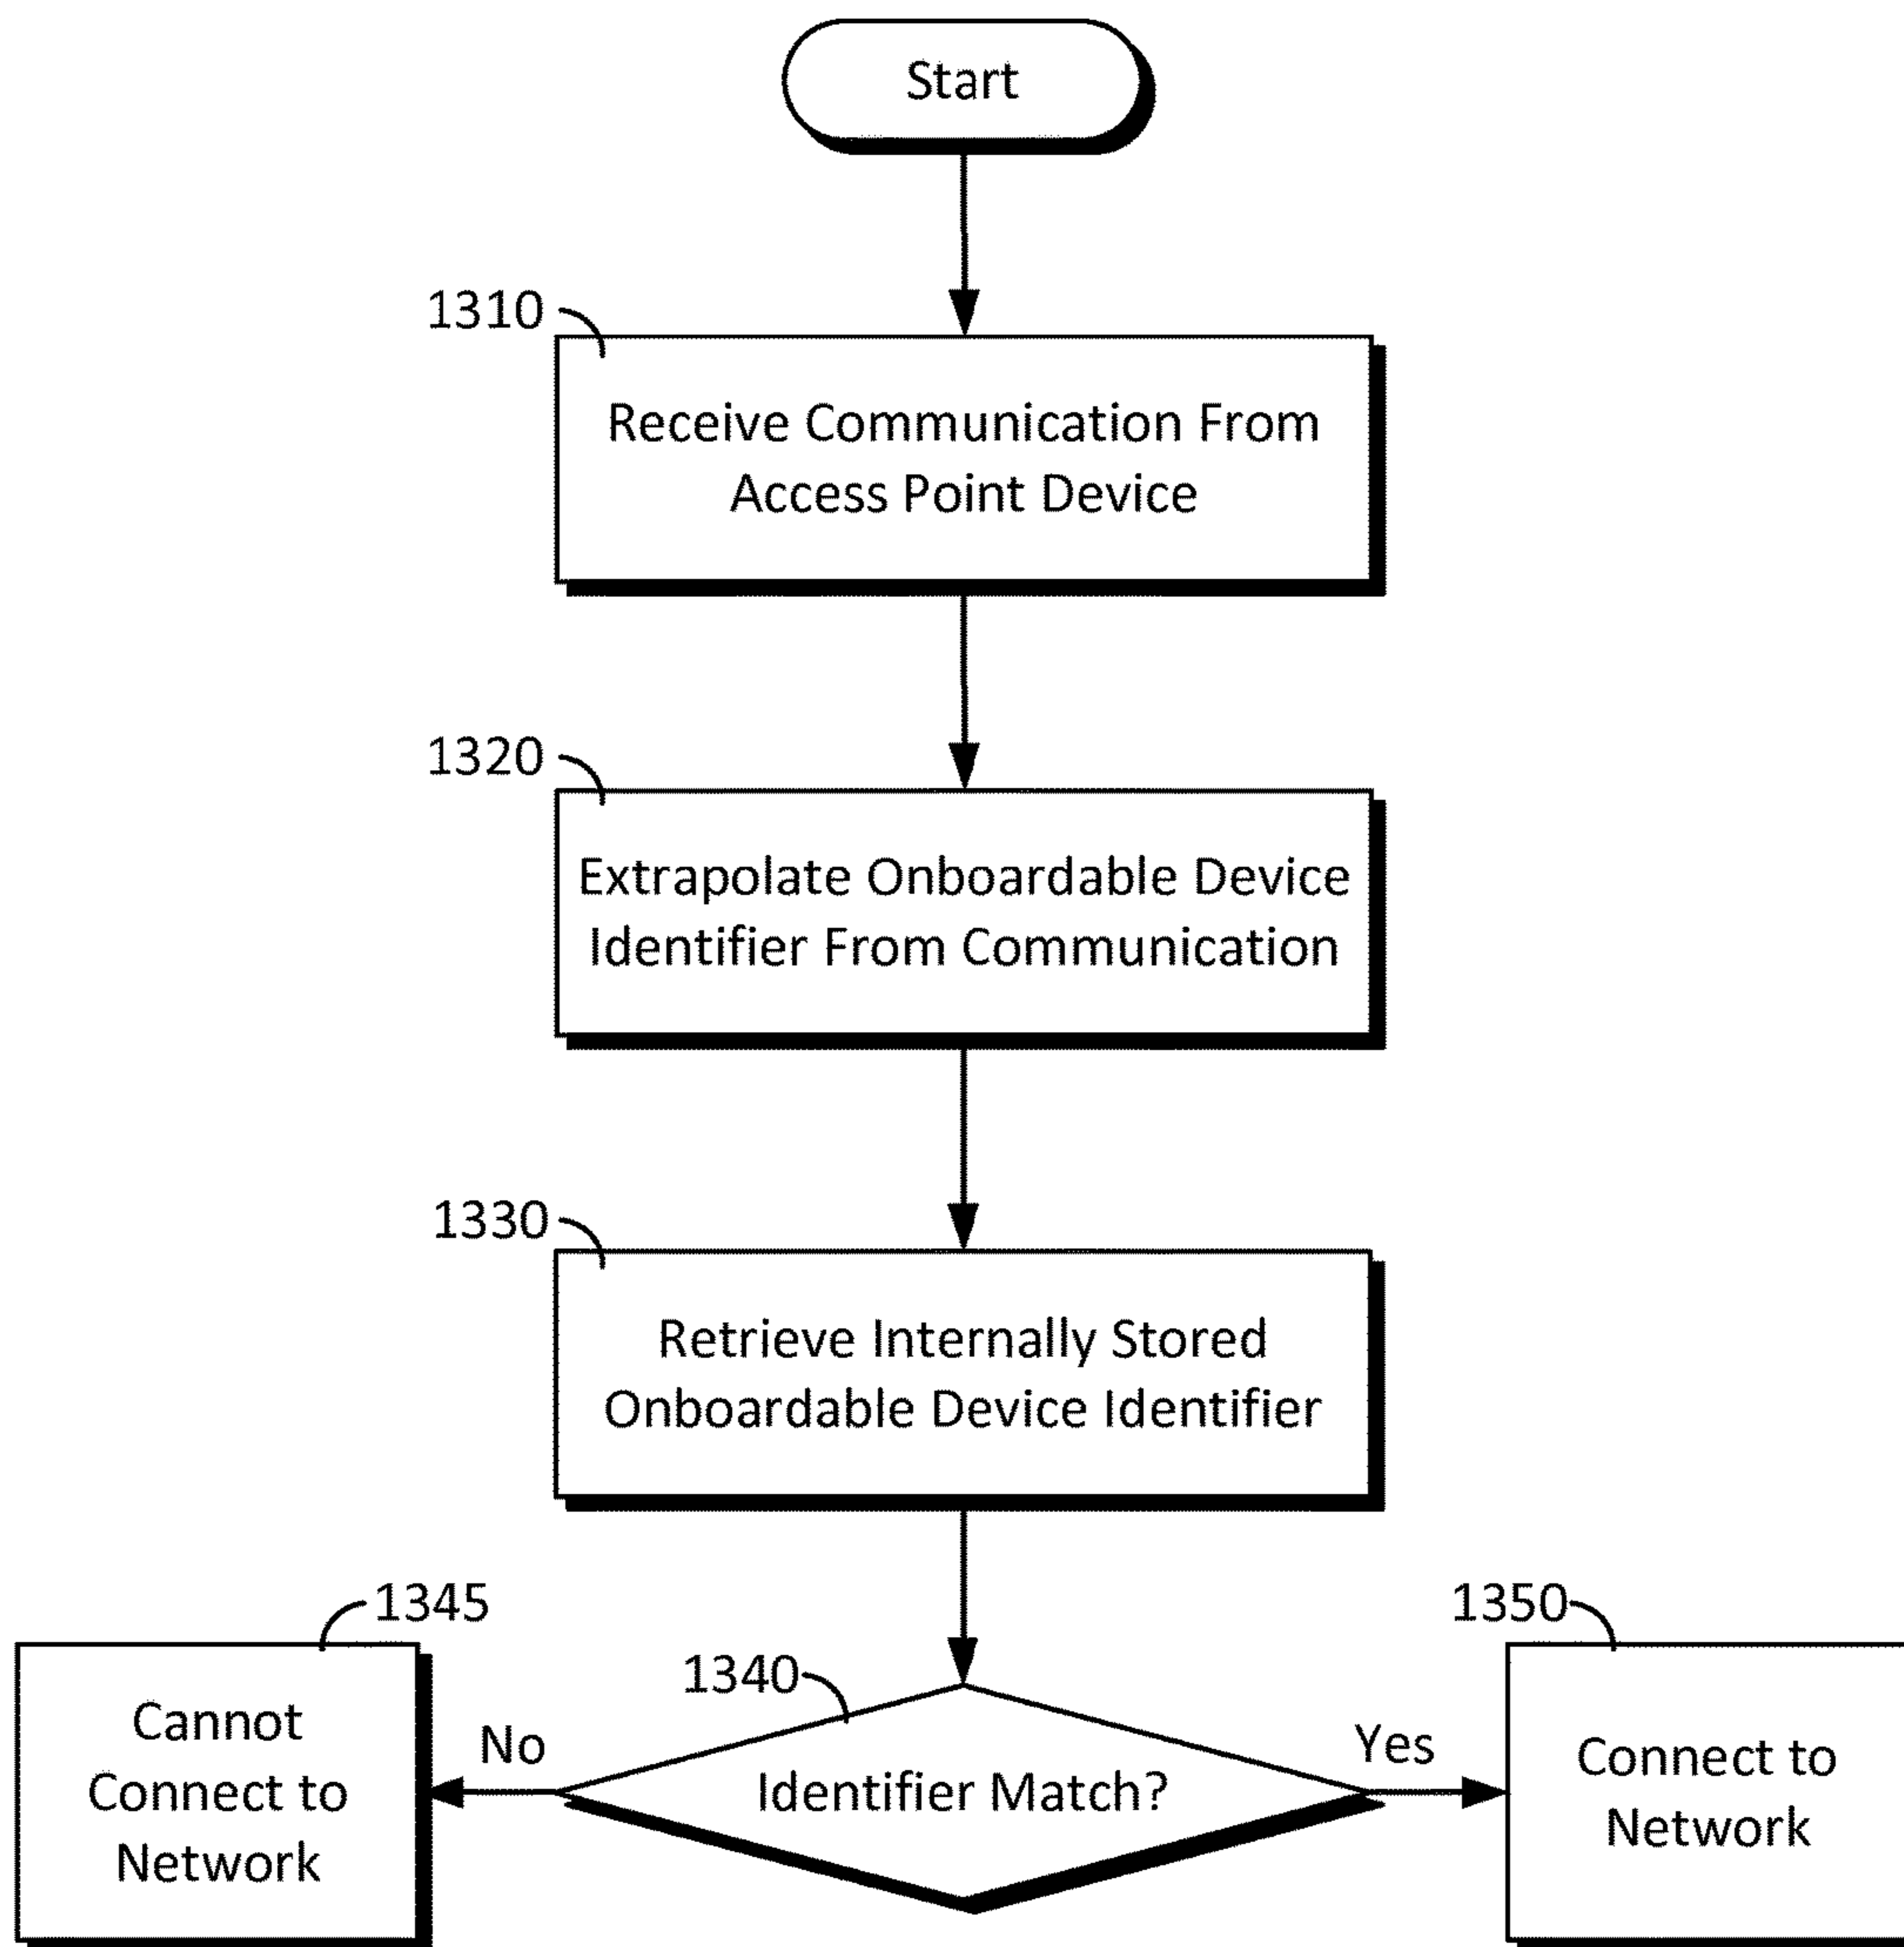 Start
1310
Receive Communication From
Access Point Device
1320
Extrapolate Onboardable Device
Identifier From Communication
1330
Retrieve Internally Stored
Onboardable Device Identifier
1345
Cannot
Connect to
Network
No
1340
Identifier Match?
Yes
1350
Connect to
Network